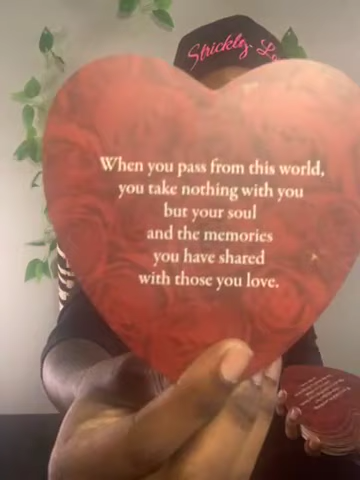 Strickly
When you pass from this world,
you take nothing with you
but your soul
and the memories
you have shared
with those you love.